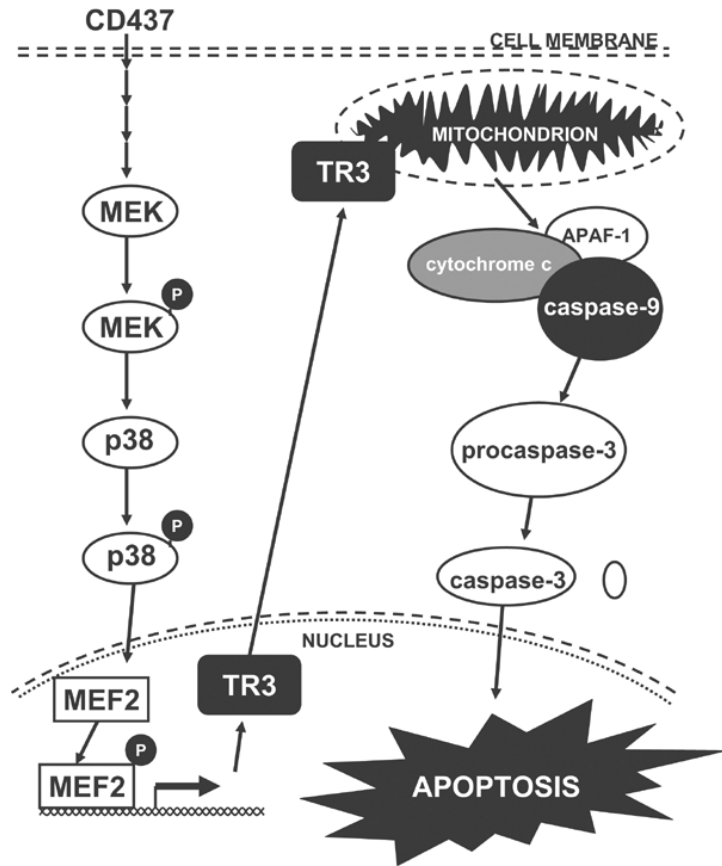 CD437
CELL MEMBRANE
MITOCHONDRION
TR3
MEK
APAF-1
cytochrome c
caspase-9
P
MEK
p38
procaspase-3
P
p38
caspase-3
NUCLEUS
TR3
MEF2
P
MEF2
APOPTOSIS